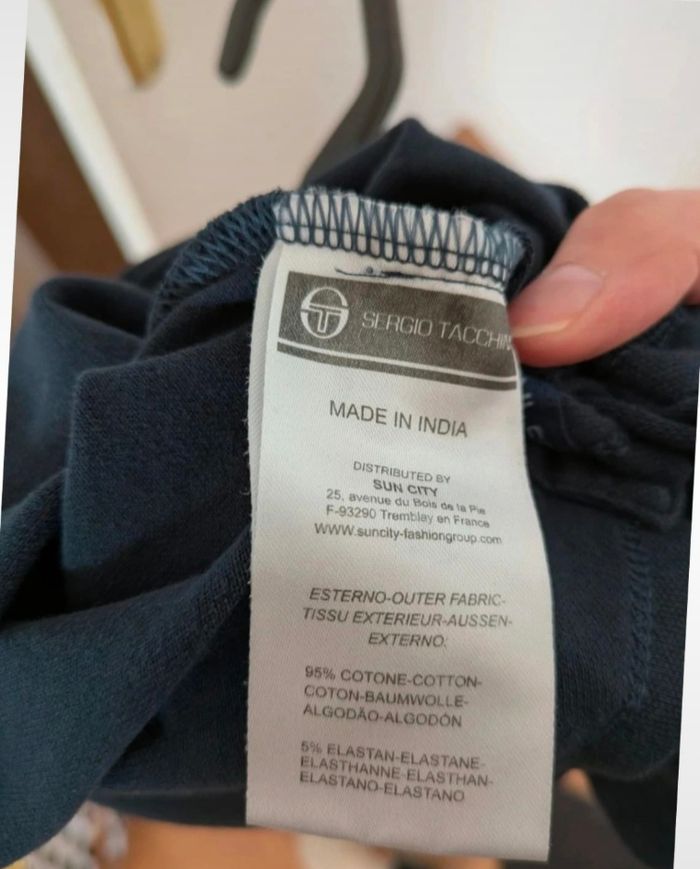 SERGIO TACCHINI
MADE IN INDIA
DISTRIBUTED BY
SUN CITY
25, avenue du Bois de la Pie
F-93290 Tremblay en France
www.suncity-fashiongroup.com
ESTERNO-OUTER FABRIC-
TISSU EXTERIEUR-AUSSEN-
EXTERNO:
95% COTONE-COTTON-
COTON-BAUMWOLLE-
ALGODÃO-ALGODÓN
5% ELASTAN-ELASTANE-
ELASTHANNE-ELASTHAN-
ELASTANO-ELASTANO